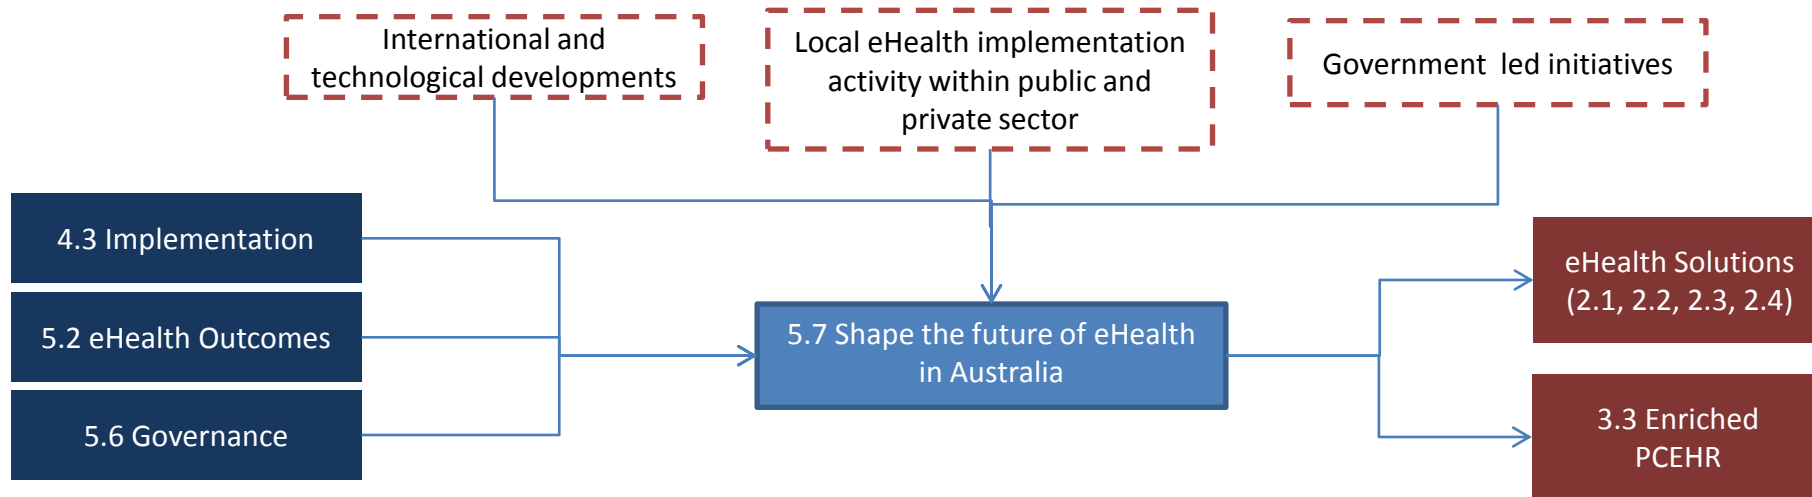 International and
technological developments
Local eHealth implementation
activity within public and
private sector
Government  led initiatives
4.3 Implementation
5.2 eHealth Outcomes
5.6 Governance
5.7 Shape the future of eHealth
in Australia
eHealth Solutions
(2.1, 2.2, 2.3, 2.4)
3.3 Enriched
PCEHR